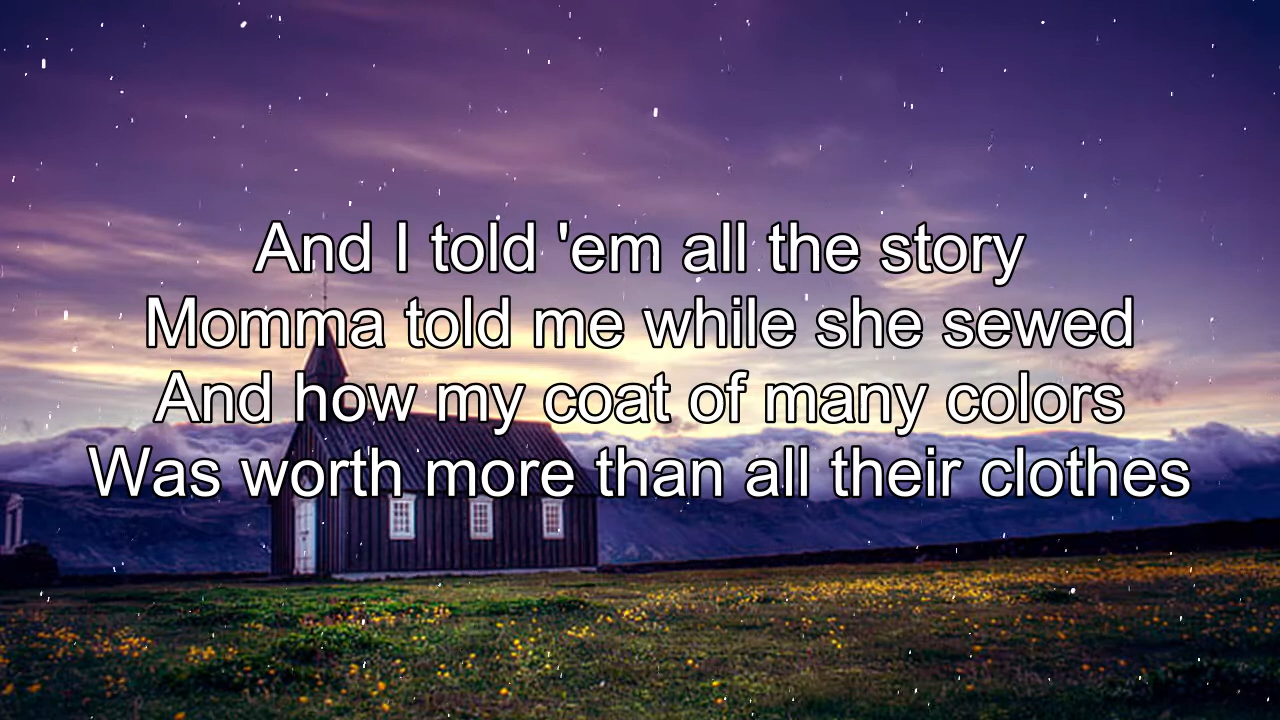 And I told 'em all the story
Momma told me while she sewed
And how my coat of many colors
Was worth more than all their clothes